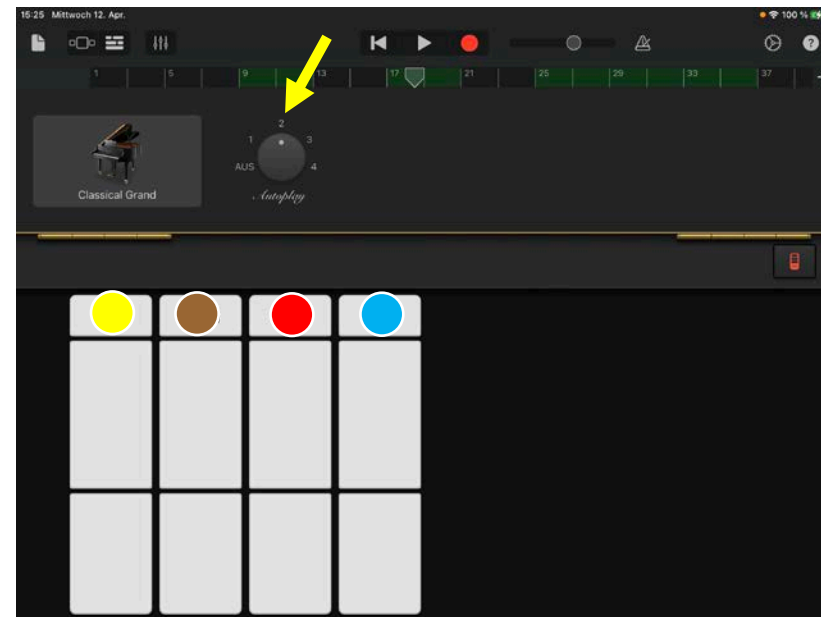 15:25 Mittwoch 12. Apr.
100 %
?
1 5 9 13 17 21 25 29 33 37
2
1 3
AUS 4
Autoplay
Classical Grand